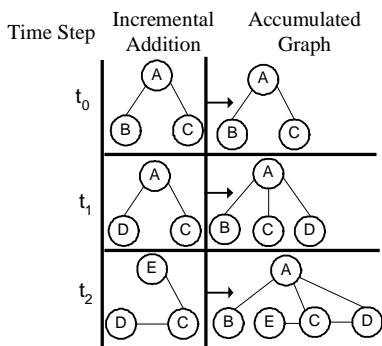 Time Step Incremental Addition Accumulated Graph
t0
A A
B C B C
t1
A A
D C B C D
t2
E A
D C B E C D